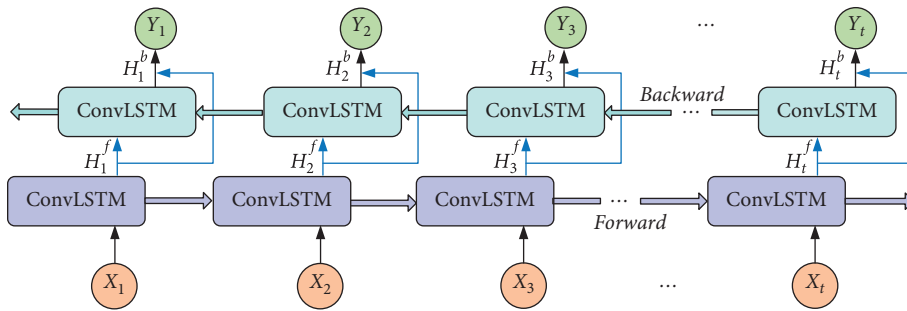 Y₁ Y₂ Y₃ ... Yₜ
H₁ᵇ H₂ᵇ H₃ᵇ Hₜᵇ
Backward
ConvLSTM ConvLSTM ConvLSTM ... ConvLSTM
H₁ᶠ H₂ᶠ H₃ᶠ Hₜᶠ
ConvLSTM ConvLSTM ConvLSTM ... ConvLSTM
Forward
X₁ X₂ X₃ ... Xₜ